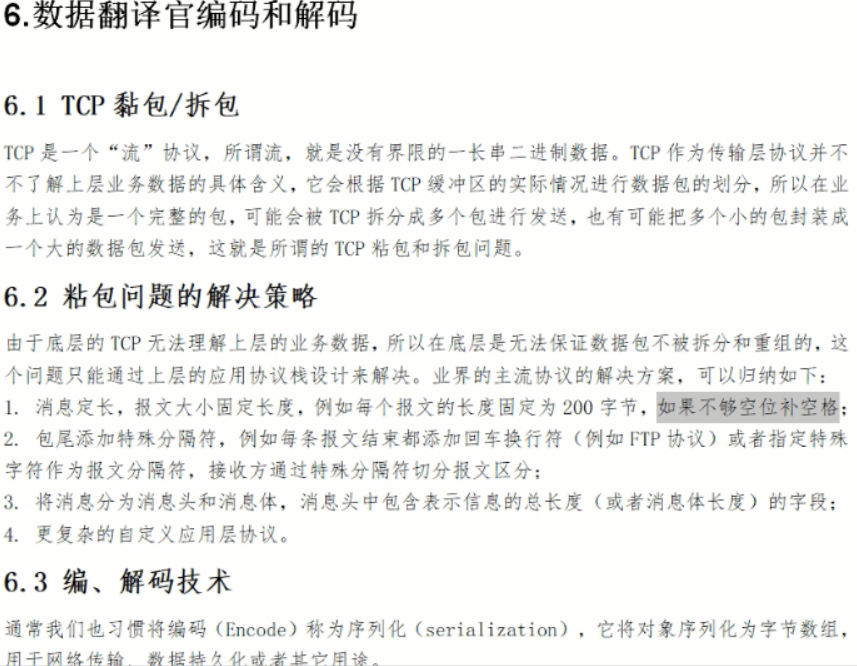 6.数据翻译官编码和解码
6.1 TCP 黏包/拆包
TCP 是一个“流”协议，所谓流，就是没有界限的一长串二进制数据。TCP 作为传输层协议并不
不了解上层业务数据的具体含义，它会根据 TCP 缓冲区的实际情况进行数据包的划分，所以在业
务上认为是一个完整的包，可能会被 TCP 拆分成多个包进行发送，也有可能把多个小的包封装成
一个大的数据包发送，这就是所谓的 TCP 粘包和拆包问题。
6.2 粘包问题的解决策略
由于底层的 TCP 无法理解上层的业务数据，所以在底层是无法保证数据包不被拆分和重组的，这
个问题只能通过上层的应用协议栈设计来解决。业界的主流协议的解决方案，可以归纳如下：
1. 消息定长，报文大小固定长度，例如每个报文的长度固定为 200 字节，如果不够空位补空格；
2. 包尾添加特殊分隔符，例如每条报文结束都添加回车换行符（例如 FTP 协议）或者指定特殊
字符作为报文分隔符，接收方通过特殊分隔符切分报文区分；
3. 将消息分为消息头和消息体，消息头中包含表示信息的总长度（或者消息体长度）的字段；
4. 更复杂的自定义应用层协议。
6.3 编、解码技术
通常我们也习惯将编码（Encode）称为序列化（serialization），它将对象序列化为字节数组，
用于网络传输、数据持久化或者其它用途。